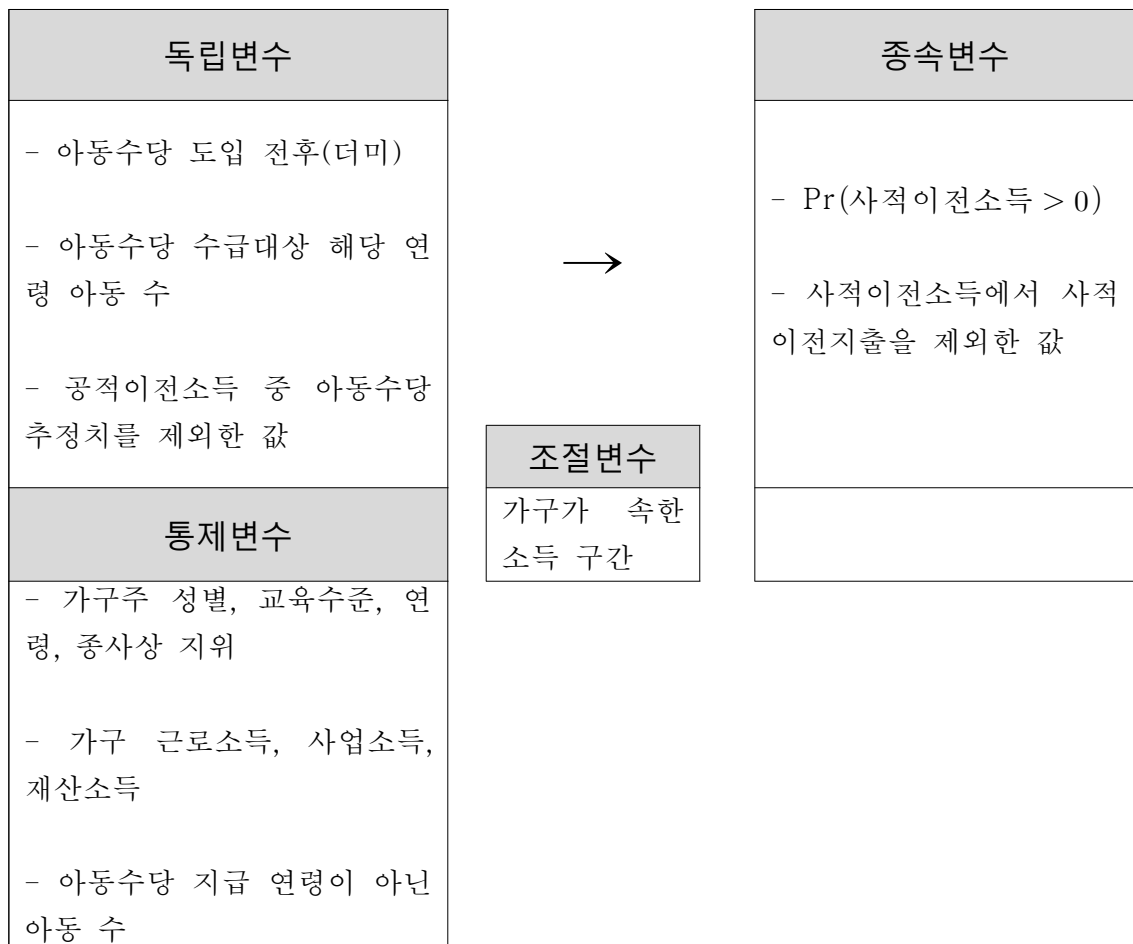 독립변수
- 아동수당 도입 전후(더미)
- 아동수당 수급대상 해당 연
령 아동 수
- 공적이전소득 중 아동수당
추정치를 제외한 값
통제변수
- 가구주 성별, 교육수준, 연
령, 종사상 지위
- 가구 근로소득, 사업소득,
재산소득
- 아동수당 지급 연령이 아닌
아동 수
→
조절변수
가구가 속한
소득 구간
종속변수
- Pr(사적이전소득 > 0)
- 사적이전소득에서 사적
이전지출을 제외한 값